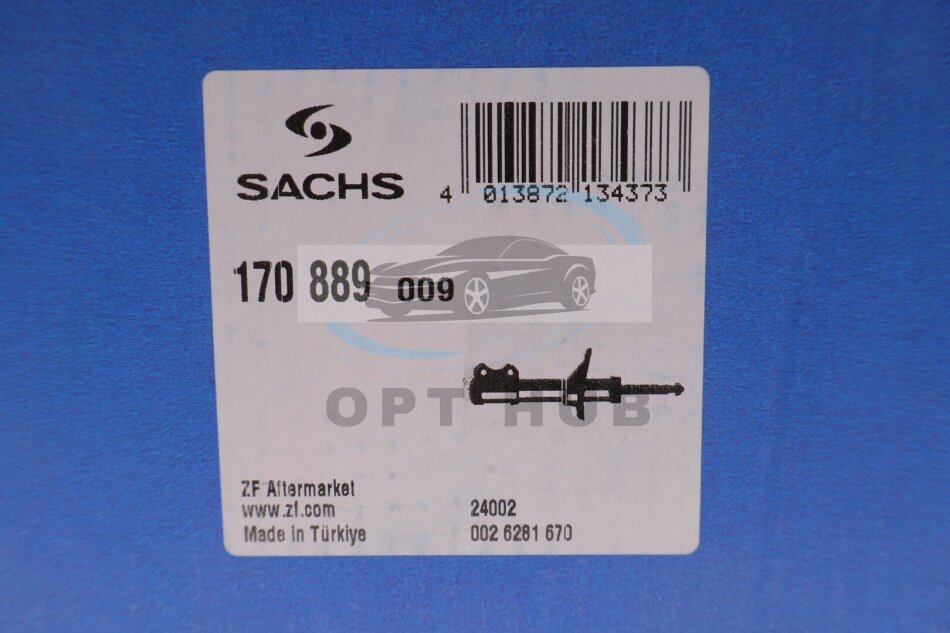 SACHS
4 013872 134373
170 889 009
OPT HUB
ZF Aftermarket
www.zf.com
Made in Türkiye
24002
002 6281 670